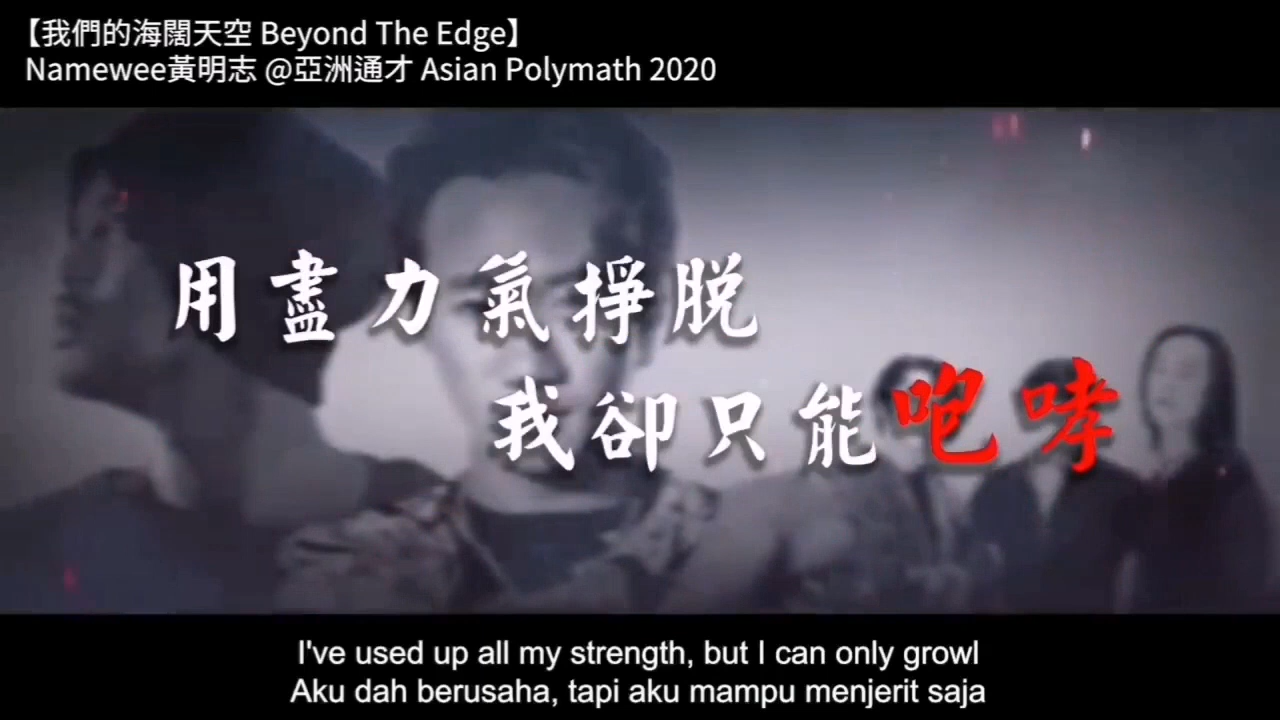 【我們的海闊天空 Beyond The Edge】
Namewee黃明志 @亞洲通才 Asian Polymath 2020
用盡力氣掙脫
我卻只能咆哮
I've used up all my strength, but I can only growl
Aku dah berusaha, tapi aku mampu menjerit saja